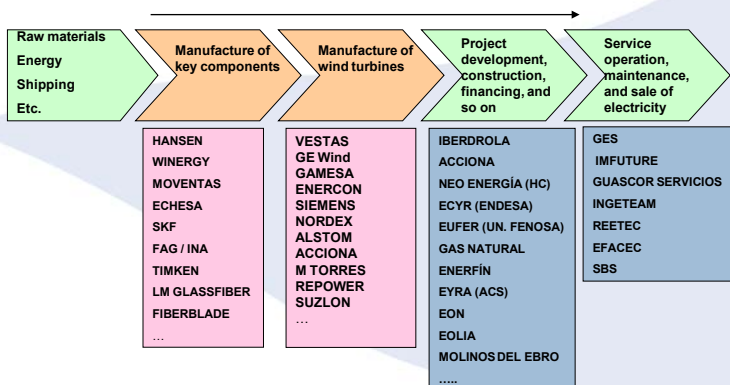 Raw materials
Energy
Shipping
Etc.
Manufacture of
key components
Manufacture of
wind turbines
Project
development,
construction,
financing, and
so on
Service
operation,
maintenance,
and sale of
electricity
HANSEN
WINERGY
MOVENTAS
ECHESA
SKF
FAG / INA
TIMKEN
LM GLASSFIBER
FIBERBLADE
…
VESTAS
GE Wind
GAMESA
ENERCON
SIEMENS
NORDEX
ALSTOM
ACCIONA
M TORRES
REPOWER
SUZLON
…
IBERDROLA
ACCIONA
NEO ENERGÍA (HC)
ECYR (ENDESA)
EUFER (UN. FENOSA)
GAS NATURAL
ENERFÍN
EYRA (ACS)
EON
EOLIA
MOLINOS DEL EBRO
…..
GES
IMFUTURE
GUASCOR SERVICIOS
INGETEAM
REETEC
EFACEC
SBS